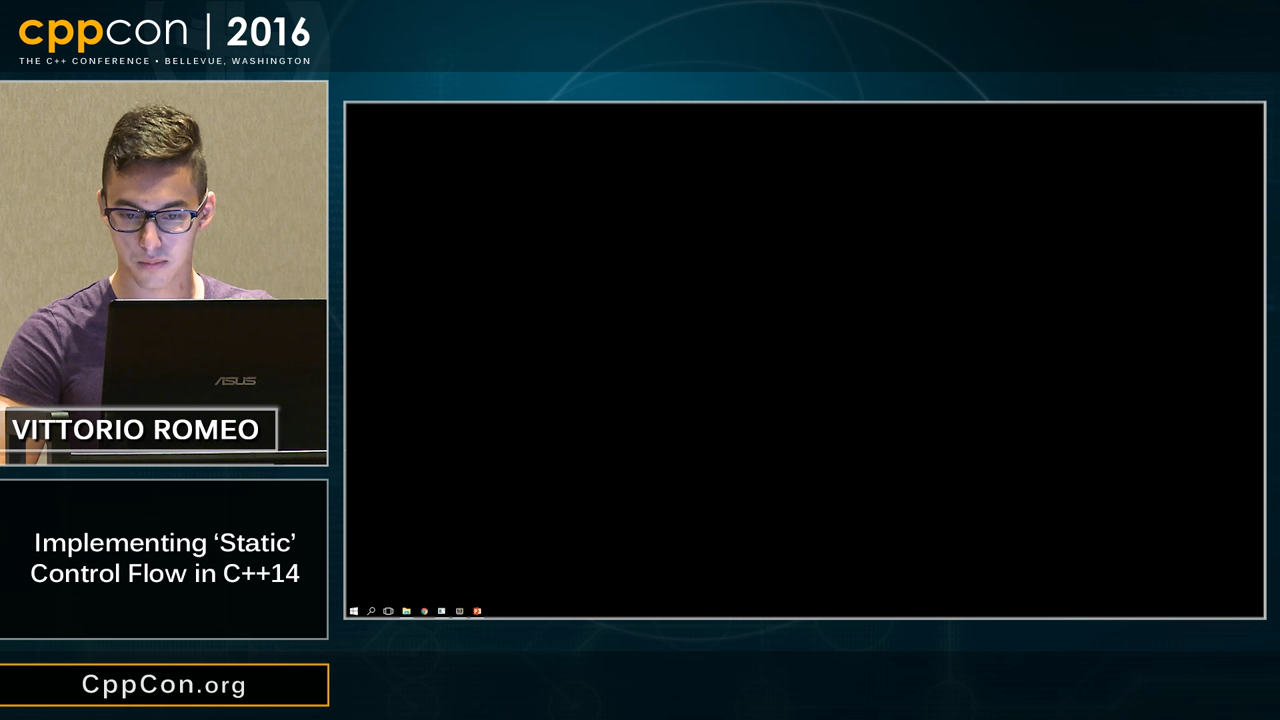 cppcon | 2016
THE C++ CONFERENCE • BELLEVUE, WASHINGTON
ASUS
VITTORIO ROMEO
Implementing ‘Static’
Control Flow in C++14
CppCon.org